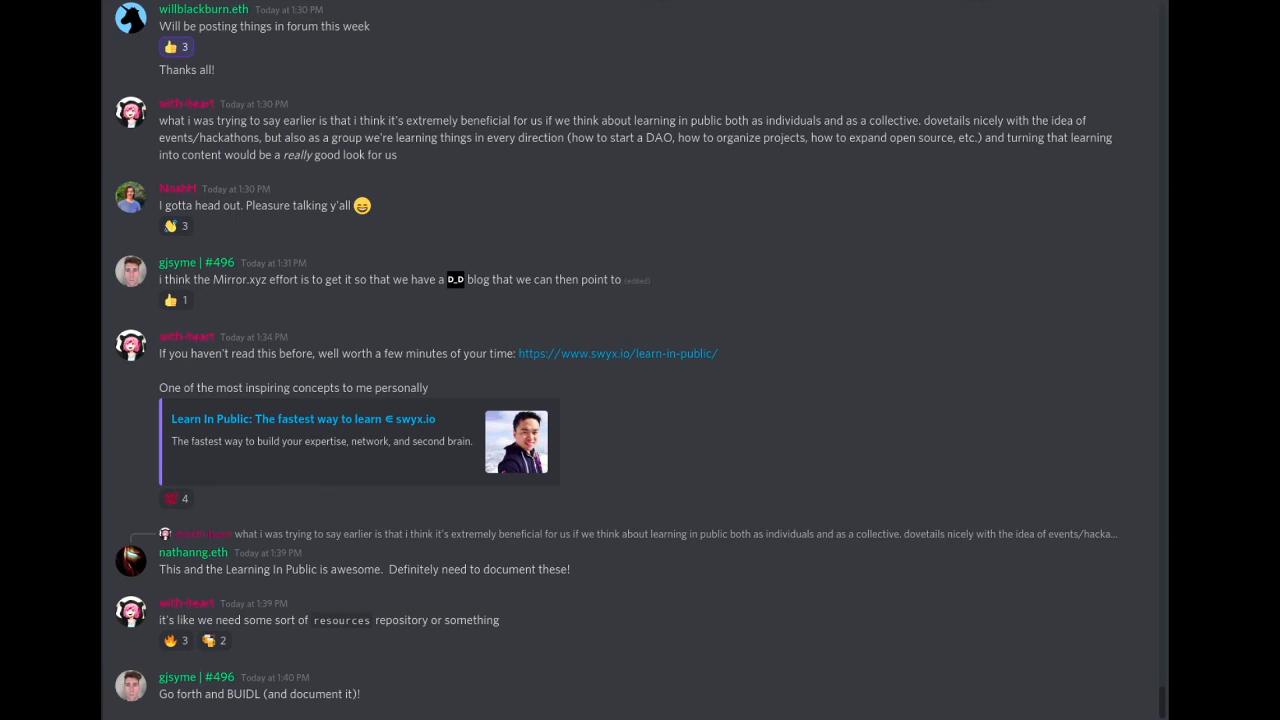 willblackburn.eth Today at 1:30 PM
Will be posting things in forum this week
👍 3
Thanks all!
with-heart Today at 1:30 PM
what i was trying to say earlier is that i think it's extremely beneficial for us if we think about learning in public both as individuals and as a collective. dovetails nicely with the idea of
events/hackathons, but also as a group we're learning things in every direction (how to start a DAO, how to organize projects, how to expand open source, etc.) and turning that learning
into content would be a really good look for us
NoahH Today at 1:30 PM
I gotta head out. Pleasure talking y'all 😄
👋 3
gjsyme | #496 Today at 1:31 PM
i think the Mirror.xyz effort is to get it so that we have a D_D blog that we can then point to (edited)
👍 1
with-heart Today at 1:34 PM
If you haven't read this before, well worth a few minutes of your time: https://www.swyx.io/learn-in-public/
One of the most inspiring concepts to me personally
Learn In Public: The fastest way to learn ∈ swyx.io
The fastest way to build your expertise, network, and second brain.
💯 4
with-heart what i was trying to say earlier is that i think it's extremely beneficial for us if we think about learning in public both as individuals and as a collective. dovetails nicely with the idea of events/hacka...
nathanng.eth Today at 1:39 PM
This and the Learning In Public is awesome. Definitely need to document these!
with-heart Today at 1:39 PM
it's like we need some sort of resources repository or something
🔥 3 🍻 2
gjsyme | #496 Today at 1:40 PM
Go forth and BUIDL (and document it)!